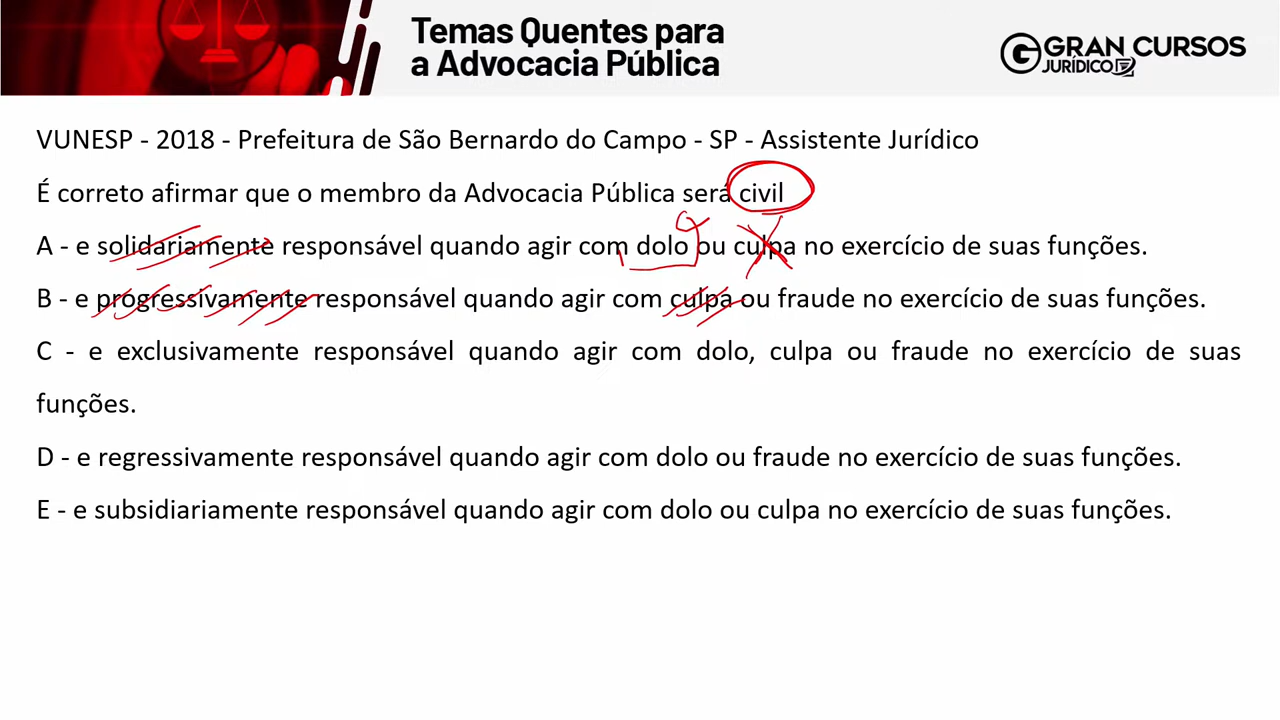 Temas Quentes para
a Advocacia Pública
GRAN CURSOS
JURÍDICO
VUNESP - 2018 - Prefeitura de São Bernardo do Campo - SP - Assistente Jurídico
É correto afirmar que o membro da Advocacia Pública será civil
A - e solidariamente responsável quando agir com dolo ou culpa no exercício de suas funções.
B - e progressivamente responsável quando agir com culpa ou fraude no exercício de suas funções.
C - e exclusivamente responsável quando agir com dolo, culpa ou fraude no exercício de suas
funções.
D - e regressivamente responsável quando agir com dolo ou fraude no exercício de suas funções.
E - e subsidiariamente responsável quando agir com dolo ou culpa no exercício de suas funções.